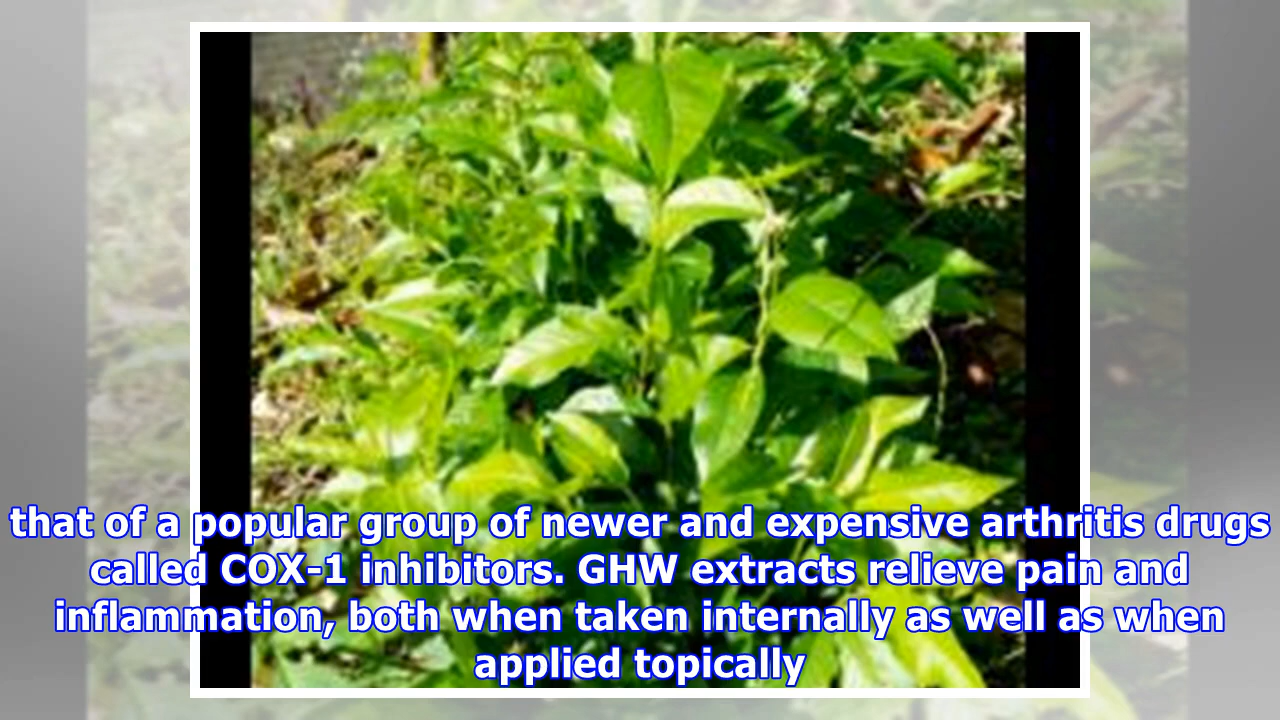 that of a popular group of newer and expensive arthritis drugs
called COX-1 inhibitors. GHW extracts relieve pain and
inflammation, both when taken internally as well as when
applied topically